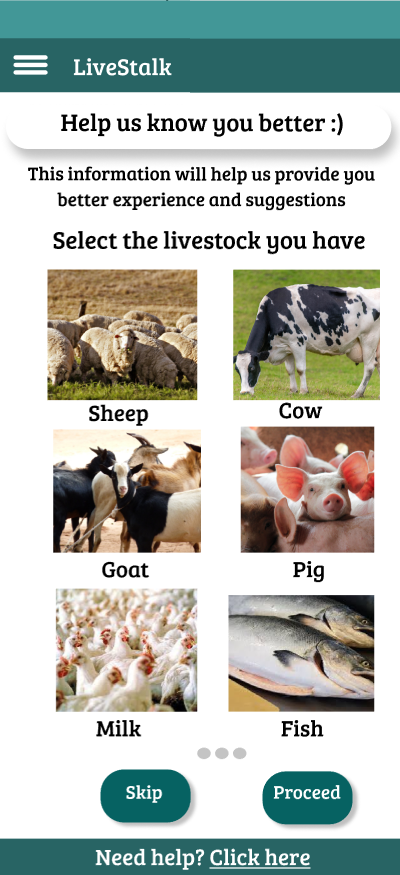 LiveStalk
Help us know you better :)
This information will help us provide you
better experience and suggestions
Select the livestock you have
Sheep
Cow
Goat
Pig
Milk
Fish
Skip
Proceed
Need help? Click here